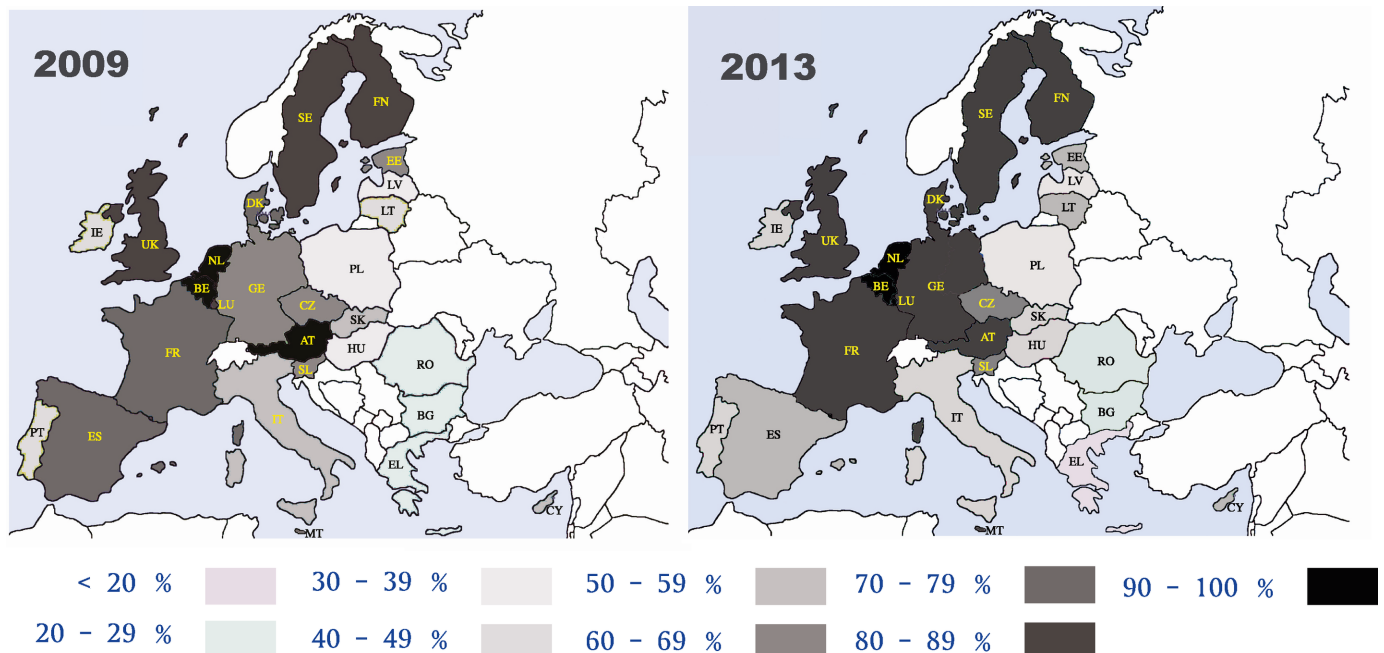 2009
FN
SE
EE
LV
DK
LT
IE
UK
NL
PL
BE
GE
LU
CZ
SK
AT
HU
FR
RO
SL
BG
IT
PT
ES
EL
CY
MT
2013
FN
SE
EE
LV
DK
LT
IE
UK
NL
PL
BE
GE
LU
CZ
SK
AT
HU
FR
RO
SL
BG
IT
PT
ES
EL
CY
MT
< 20 % 30 - 39 % 50 - 59 % 70 - 79 % 90 - 100 %
20 - 29 % 40 - 49 % 60 - 69 % 80 - 89 %